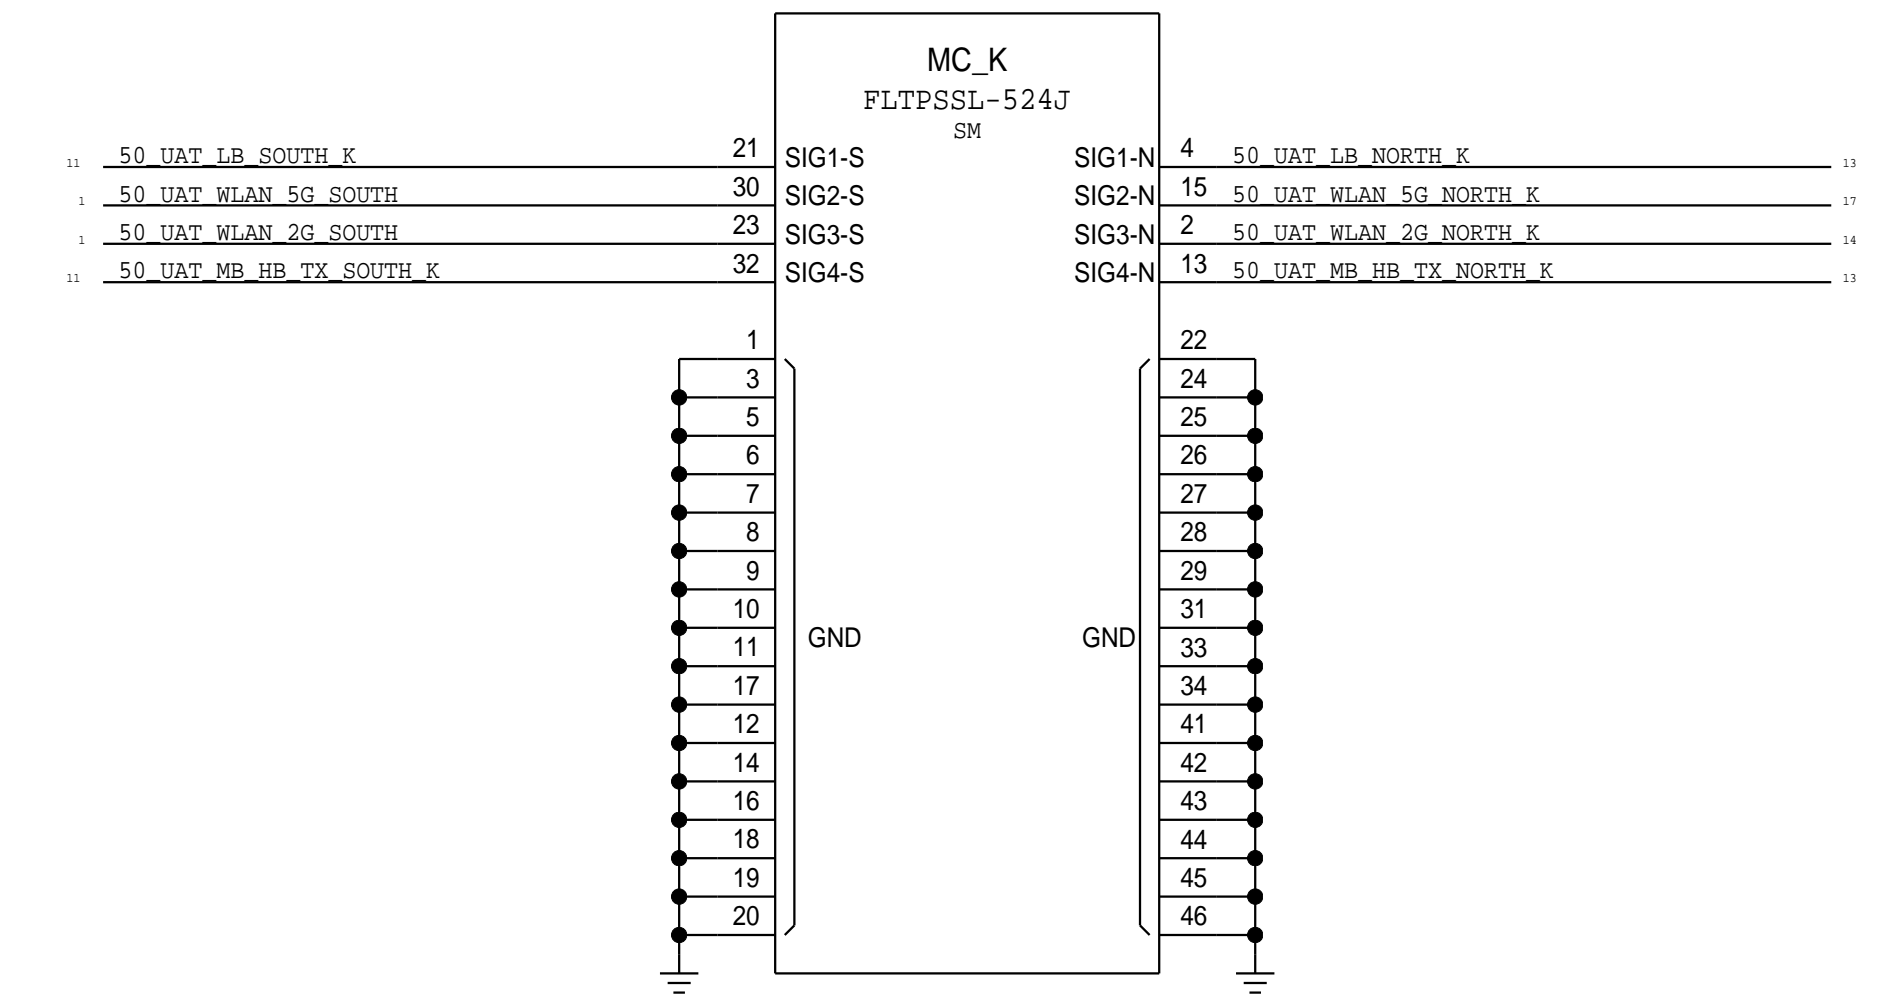 MC_K
FLTPSSL-524J
SM
11 50_UAT_LB_SOUTH_K 21 SIG1-S SIG1-N 4 50_UAT_LB_NORTH_K 13
1 50_UAT_WLAN_5G_SOUTH 30 SIG2-S SIG2-N 15 50_UAT_WLAN_5G_NORTH_K 17
1 50_UAT_WLAN_2G_SOUTH 23 SIG3-S SIG3-N 2 50_UAT_WLAN_2G_NORTH_K 14
11 50_UAT_MB_HB_TX_SOUTH_K 32 SIG4-S SIG4-N 13 50_UAT_MB_HB_TX_NORTH_K 13
1 22
3 24
5 25
6 26
7 27
8 28
9 29
10 31
GND GND
11 33
17 34
12 41
14 42
16 43
18 44
19 45
20 46